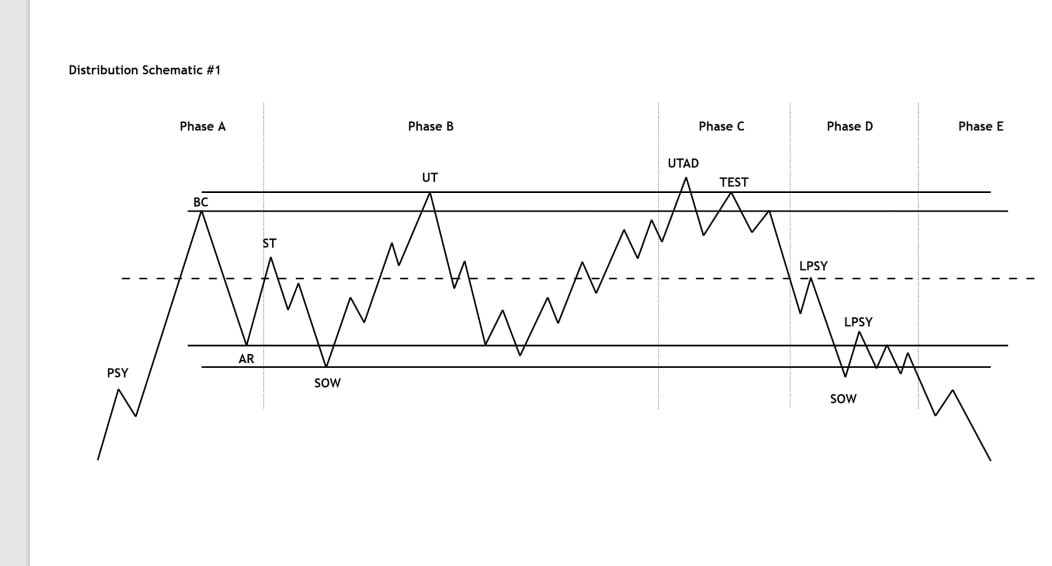 Distribution Schematic #1
Phase A
Phase B
Phase C
Phase D
Phase E
UTAD
UT
TEST
BC
ST
LPSY
LPSY
AR
PSY
SOW
SOW